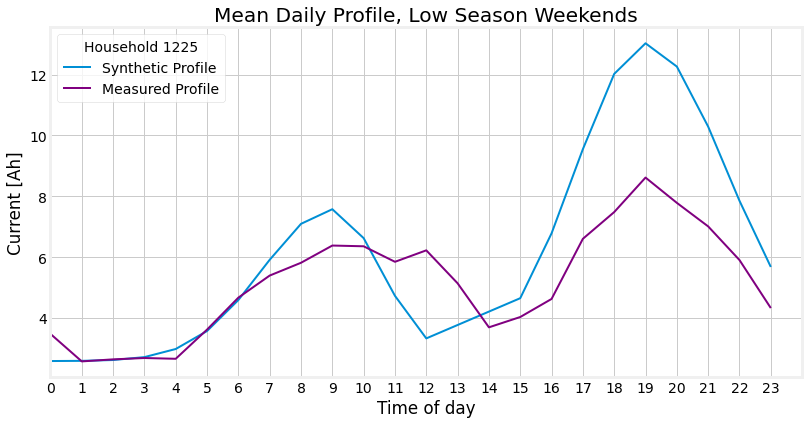 Mean Daily Profile, Low Season Weekends
Household 1225
Synthetic Profile
Measured Profile
Current [Ah]
12
10
8
6
4
0 1 2 3 4 5 6 7 8 9 10 11 12 13 14 15 16 17 18 19 20 21 22 23
Time of day